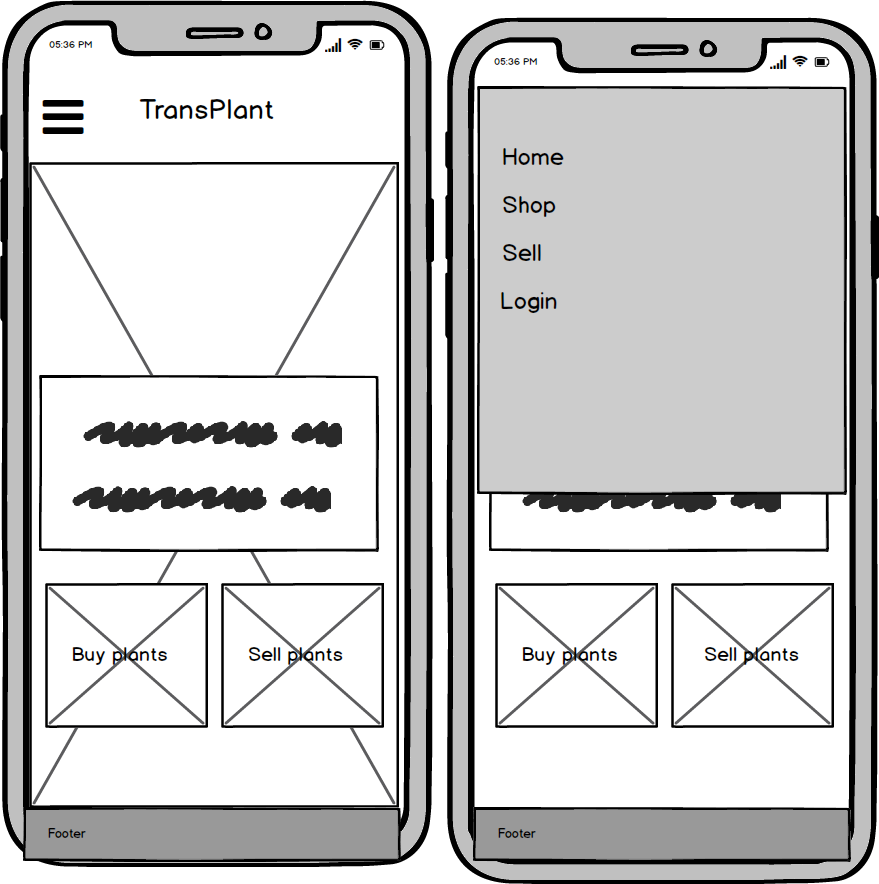 05:36 PM
TransPlant
Buy plants
Sell plants
Footer
05:36 PM
Home
Shop
Sell
Login
Buy plants
Sell plants
Footer